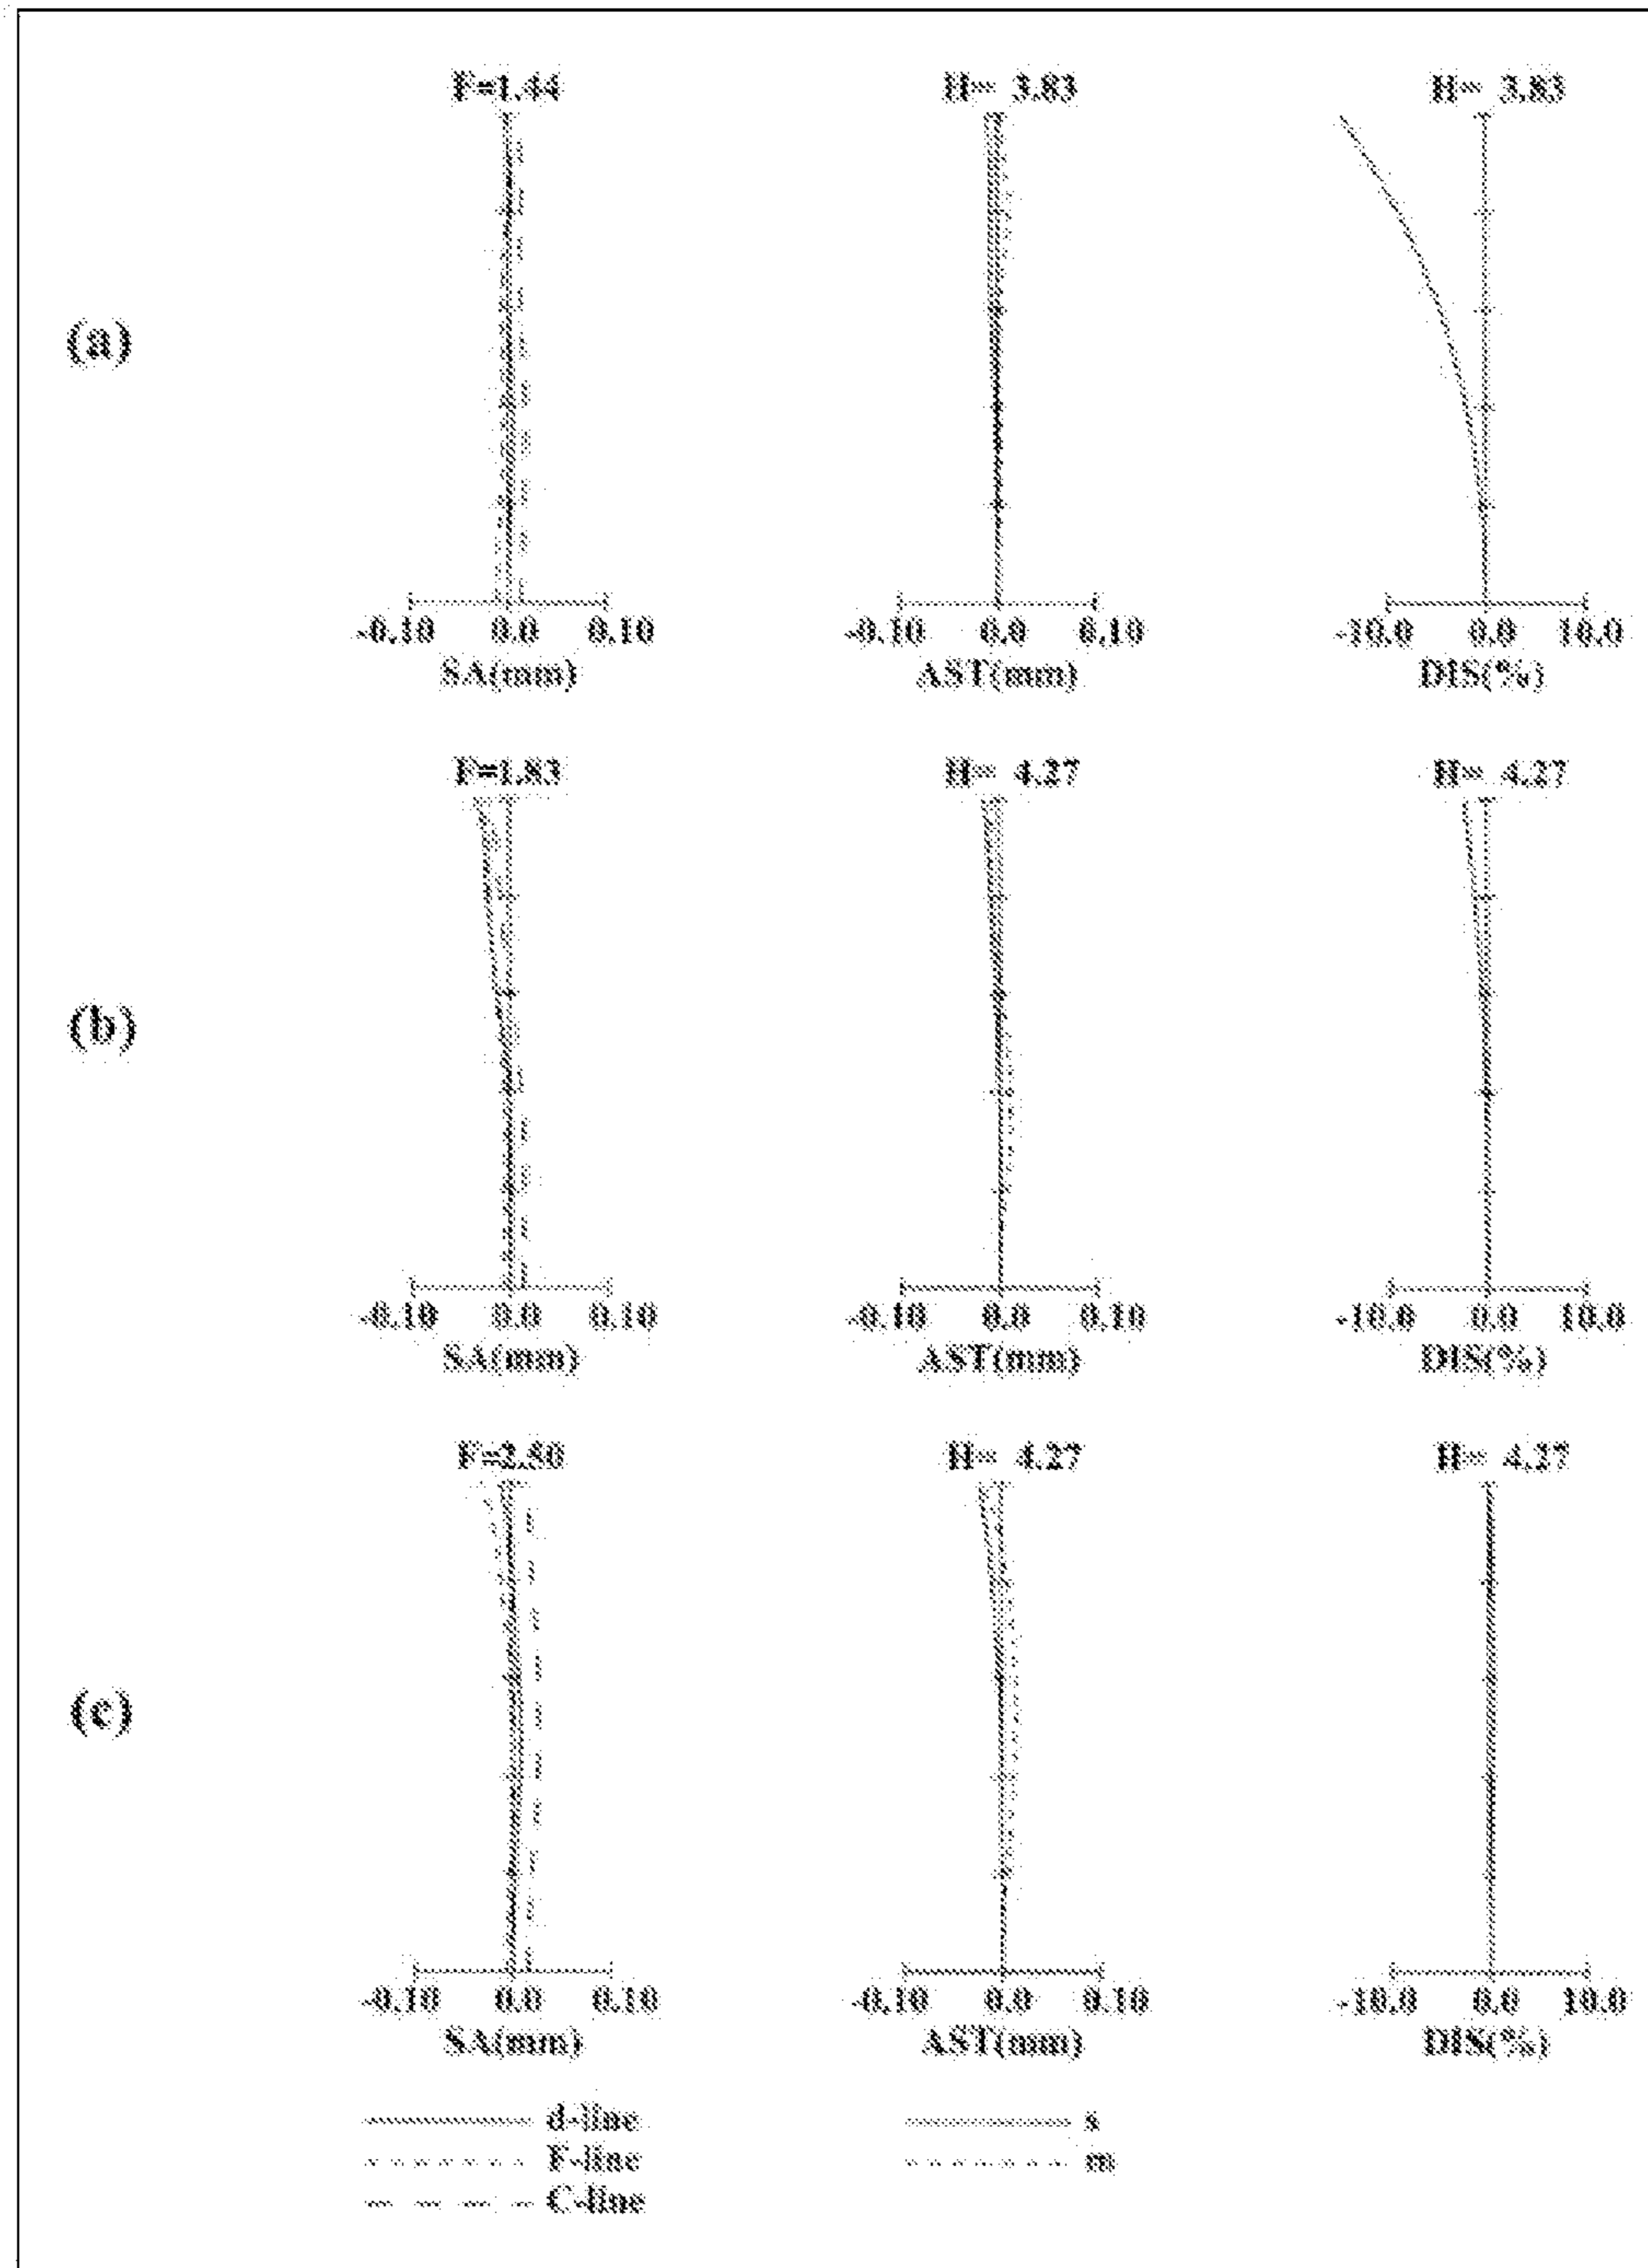 F=1.44 H= 3.83 H= 3.83
(a)
-0.10 0.0 0.10 -0.10 0.0 0.10 -10.0 0.0 10.0
SA(mm) AST(mm) DIS(%)
F=1.83 H= 4.27 H= 4.27
(b)
-0.10 0.0 0.10 -0.10 0.0 0.10 -10.0 0.0 10.0
SA(mm) AST(mm) DIS(%)
F=2.50 H= 4.27 H= 4.27
(c)
-0.10 0.0 0.10 -0.10 0.0 0.10 -10.0 0.0 10.0
SA(mm) AST(mm) DIS(%)
d-line s
F-line m
C-line